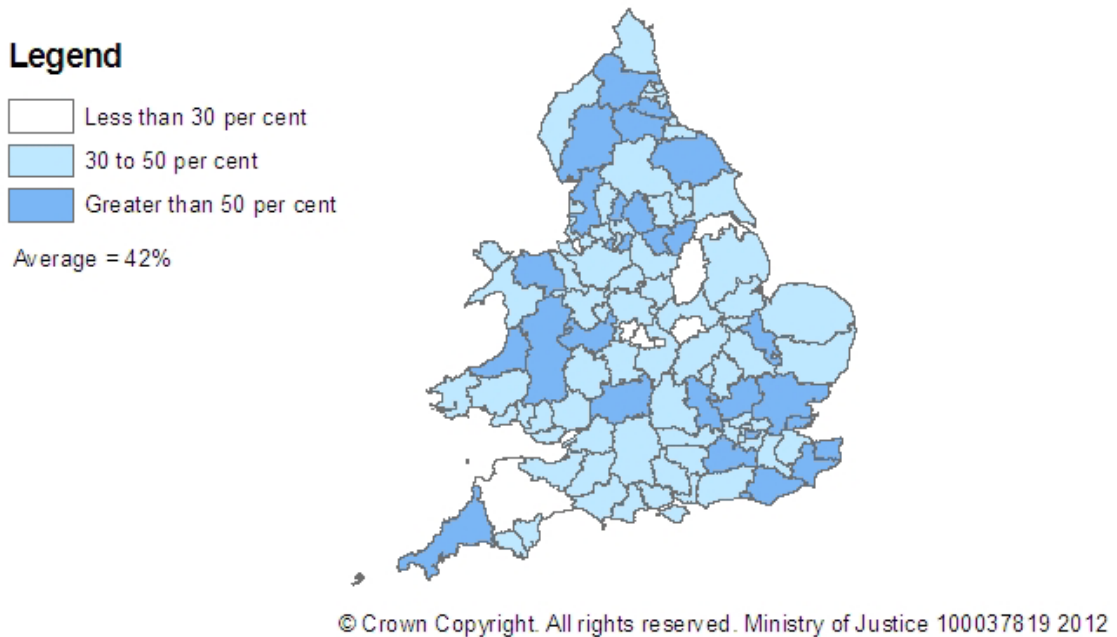 Legend
Less than 30 per cent
30 to 50 per cent
Greater than 50 per cent
Average = 42%
© Crown Copyright. All rights reserved. Ministry of Justice 100037819 2012